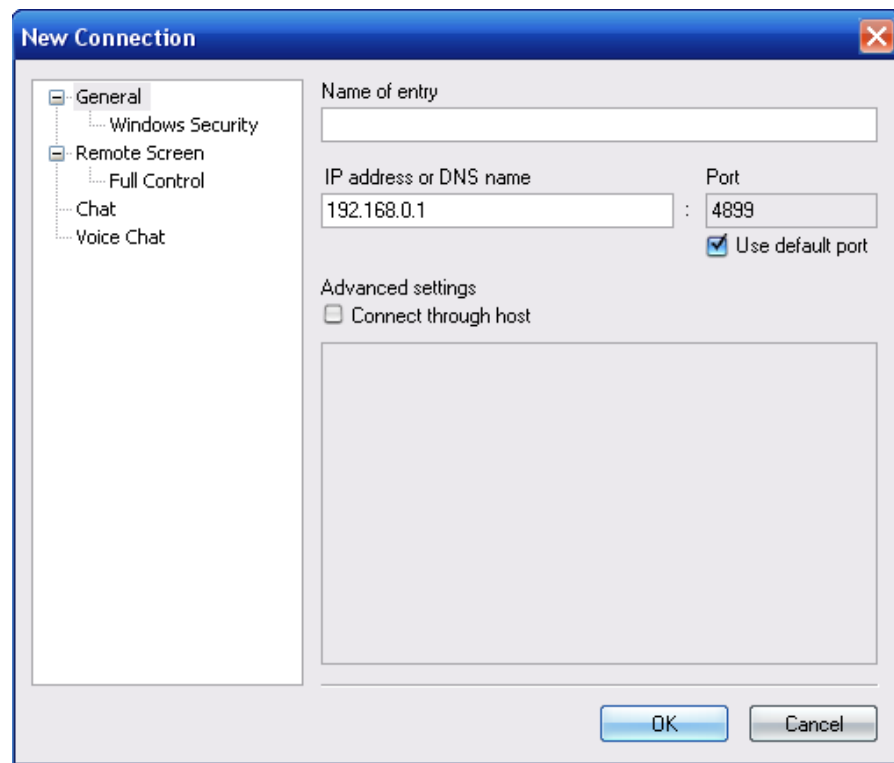 New Connection
General
Windows Security
Remote Screen
Full Control
Chat
Voice Chat
Name of entry
IP address or DNS name Port
192.168.0.1 : 4899
Use default port
Advanced settings
Connect through host
OK Cancel